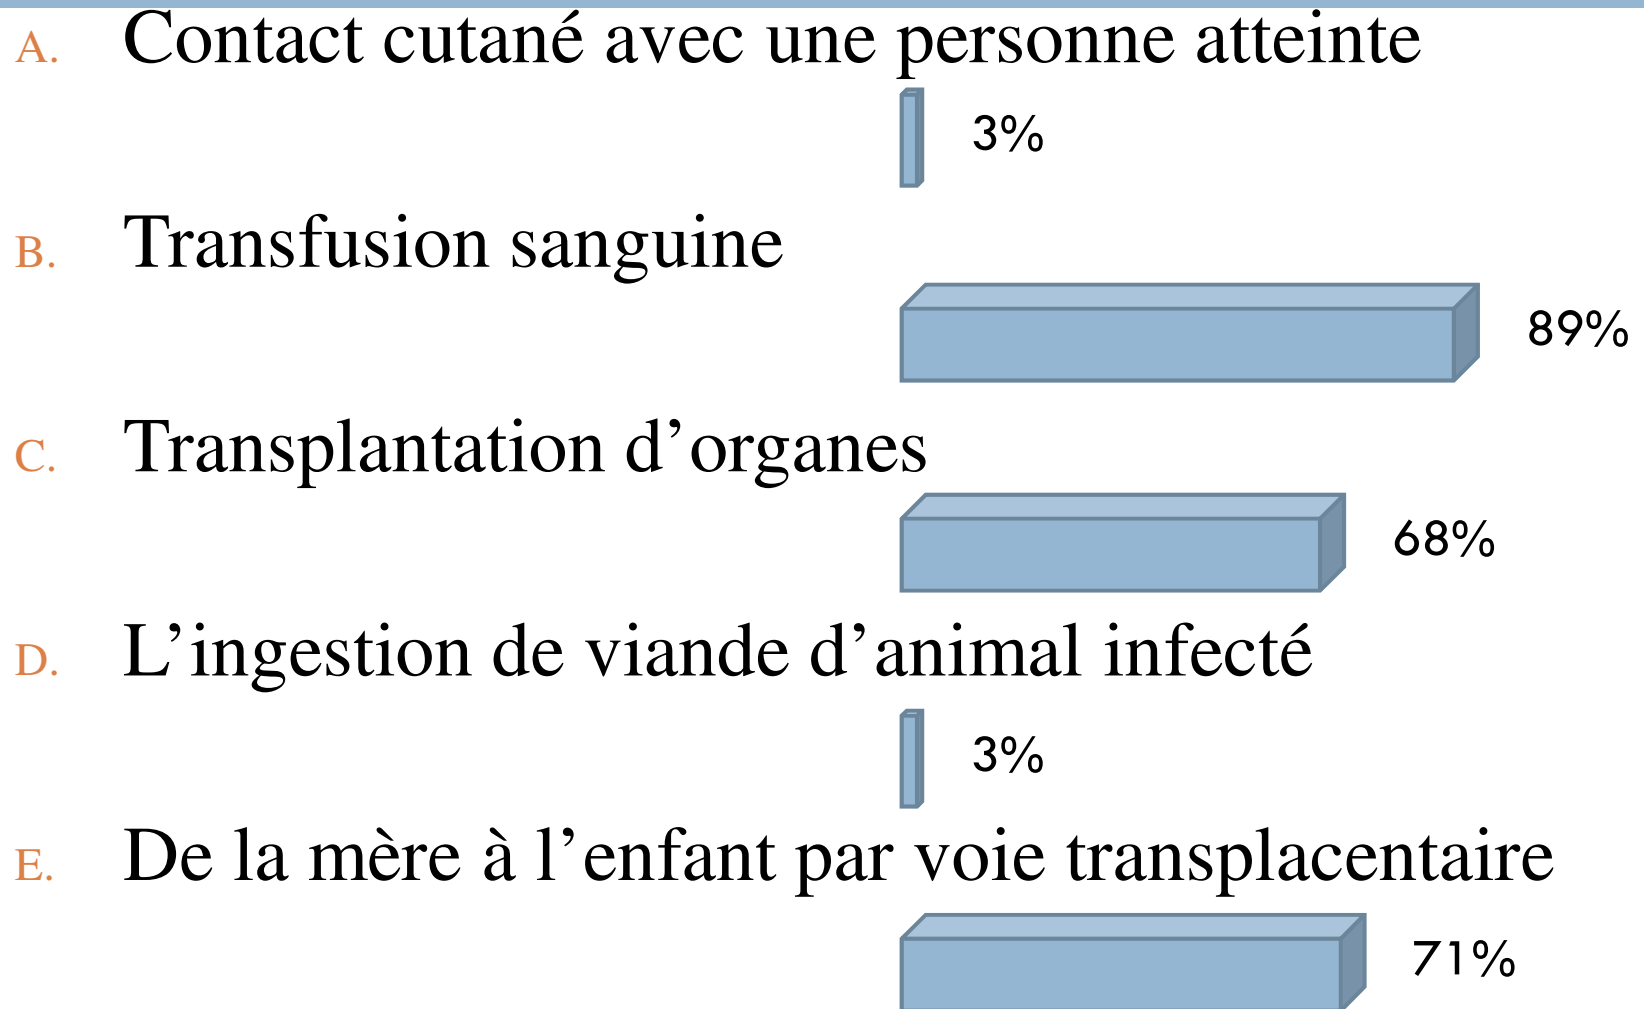 A. Contact cutané avec une personne atteinte
3%
B. Transfusion sanguine
89%
C. Transplantation d’organes
68%
D. L’ingestion de viande d’animal infecté
3%
E. De la mère à l’enfant par voie transplacentaire
71%